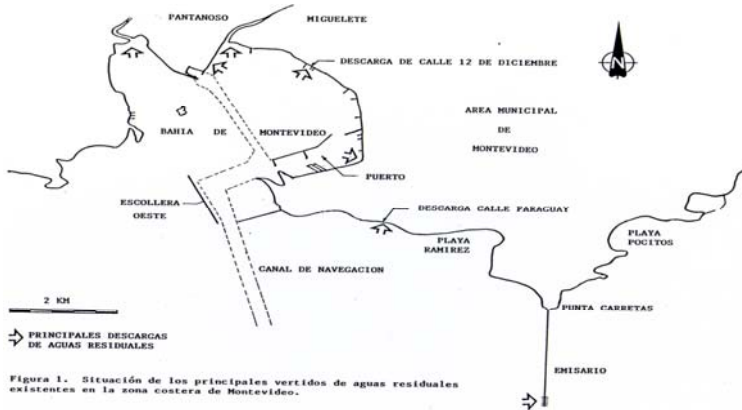 PANTANOSO
MIGUELETE
DESCARGA DE CALLE 12 DE DICIEMBRE
N
AREA MUNICIPAL
DE
MONTEVIDEO
BAHIA DE MONTEVIDEO
PUERTO
ESCOLLERA
OESTE
DESCARGA CALLE PARAGUAY
PLAYA
RAMIREZ
PLAYA
POCITOS
CANAL DE NAVEGACION
2 KM
PUNTA CARRETAS
PRINCIPALES DESCARGAS
DE AGUAS RESIDUALES
EMISARIO
Figura 1. Situación de los principales vertidos de aguas residuales
existentes en la zona costera de Montevideo.